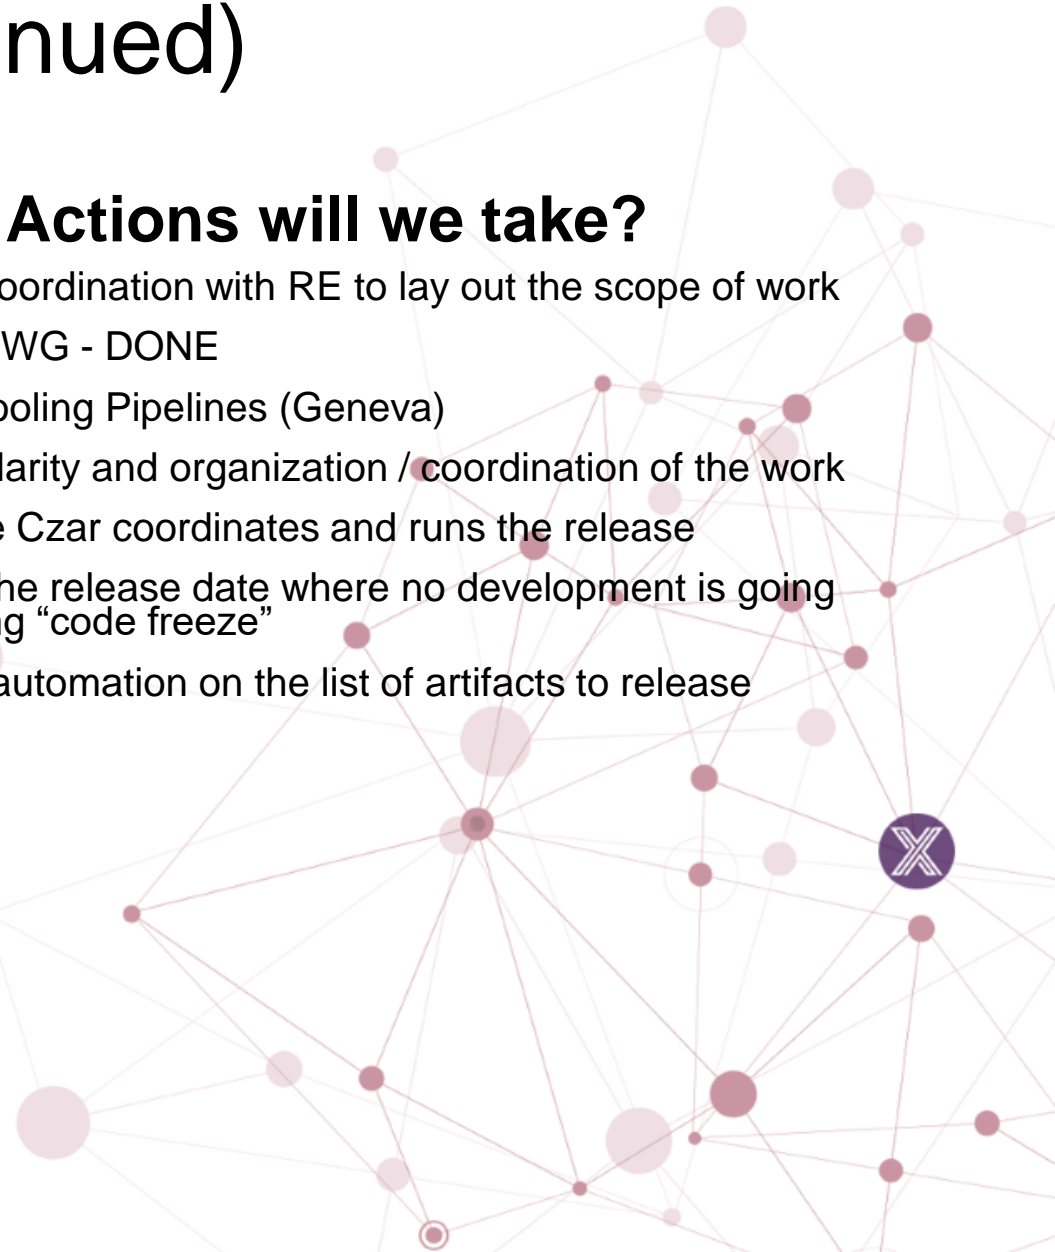 nued)
Actions will we take?
oordination with RE to lay out the scope of work
WG - DONE
ooling Pipelines (Geneva)
larity and organization / coordination of the work
e Czar coordinates and runs the release
he release date where no development is going
ng “code freeze”
automation on the list of artifacts to release